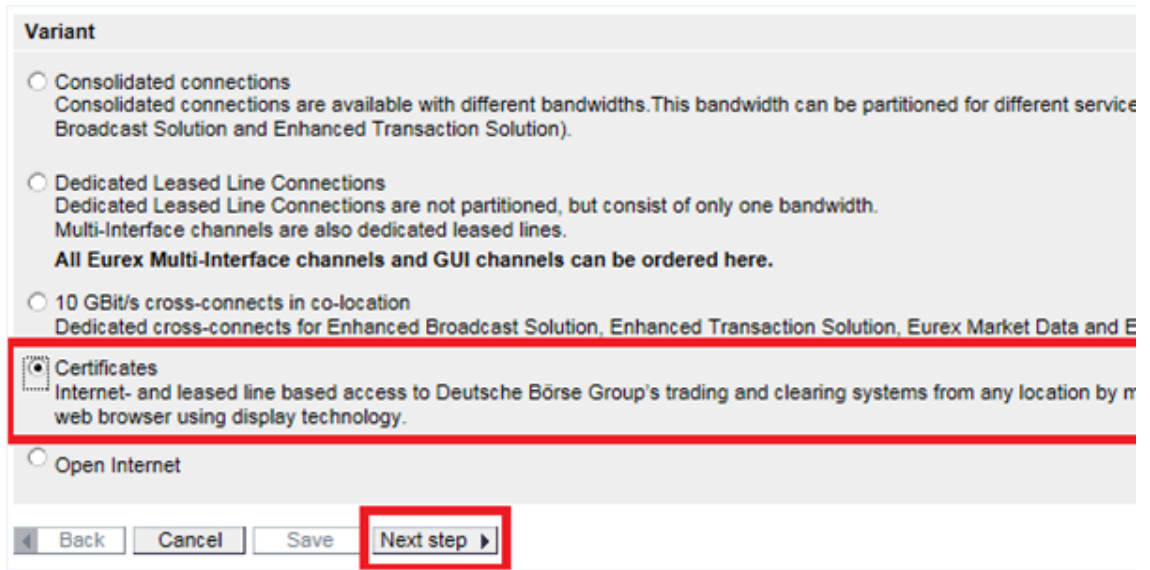 Variant
Consolidated connections
Consolidated connections are available with different bandwidths.This bandwidth can be partitioned for different service
Broadcast Solution and Enhanced Transaction Solution).
Dedicated Leased Line Connections
Dedicated Leased Line Connections are not partitioned, but consist of only one bandwidth.
Multi-Interface channels are also dedicated leased lines.
All Eurex Multi-Interface channels and GUI channels can be ordered here.
10 GBit/s cross-connects in co-location
Dedicated cross-connects for Enhanced Broadcast Solution, Enhanced Transaction Solution, Eurex Market Data and E
Certificates
Internet- and leased line based access to Deutsche Börse Group's trading and clearing systems from any location by m
web browser using display technology.
Open Internet
Back Cancel Save Next step